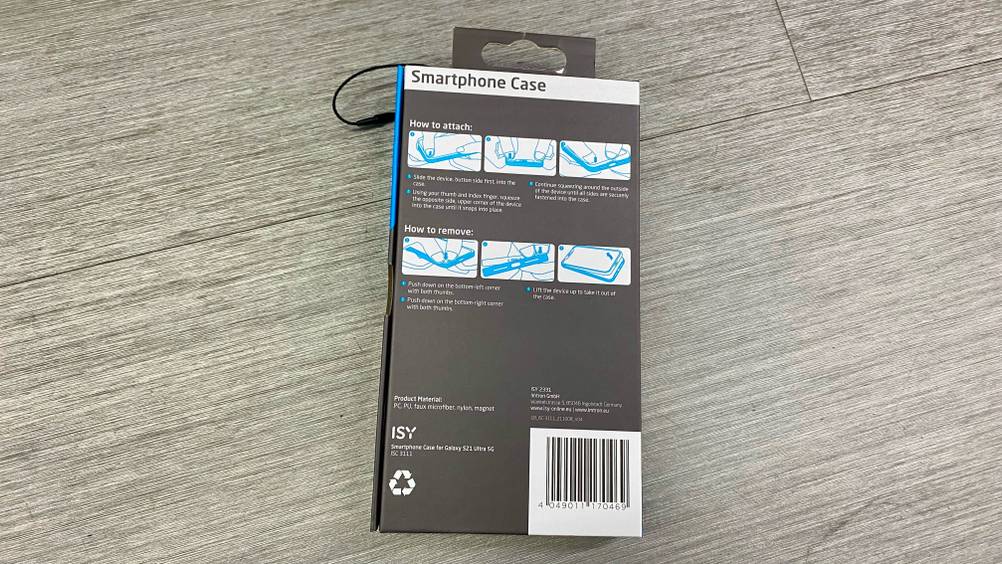 Smartphone Case
How to attach:
Slide the device, button side first, into the
case.
Using your thumb and index finger, squeeze
the opposite side, upper corner of the device
into the case until it snaps into place.
Continue squeezing around the outside
of the device until all sides are securely
fastened into the case.
How to remove:
Push down on the bottom-left corner
with both thumbs.
Push down on the bottom-right corner
with both thumbs.
Lift the device up to take it out of
the case.
Product Material:
PC, PU, faux microfiber, nylon, magnet
ISY
Smartphone Case for Galaxy S21 Ultra 5G
ISC 3111
ISY 2391
Imtron GmbH
Ingolstadt Germany
www.isy-online.eu | www.imtron.eu
4 049011 170469